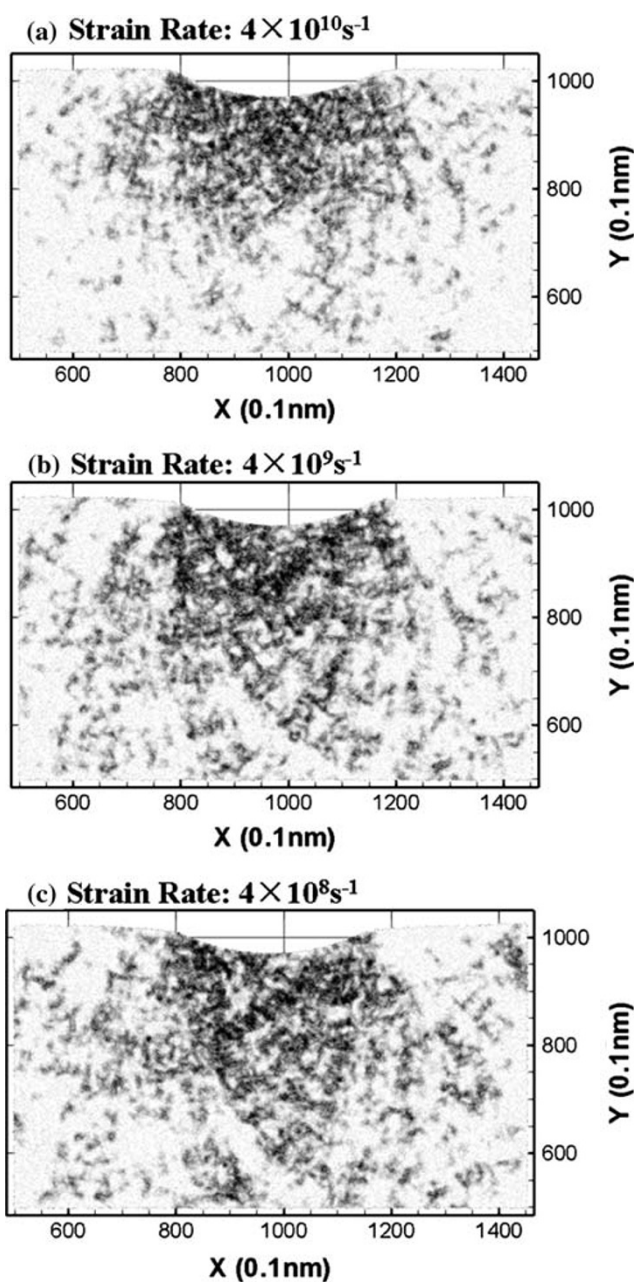 (a) Strain Rate: 4×10¹⁰s⁻¹
1000
800
600
Y (0.1nm)
600 800 1000 1200 1400
X (0.1nm)
(b) Strain Rate: 4×10⁹s⁻¹
1000
800
600
Y (0.1nm)
600 800 1000 1200 1400
X (0.1nm)
(c) Strain Rate: 4×10⁸s⁻¹
1000
800
600
Y (0.1nm)
600 800 1000 1200 1400
X (0.1nm)